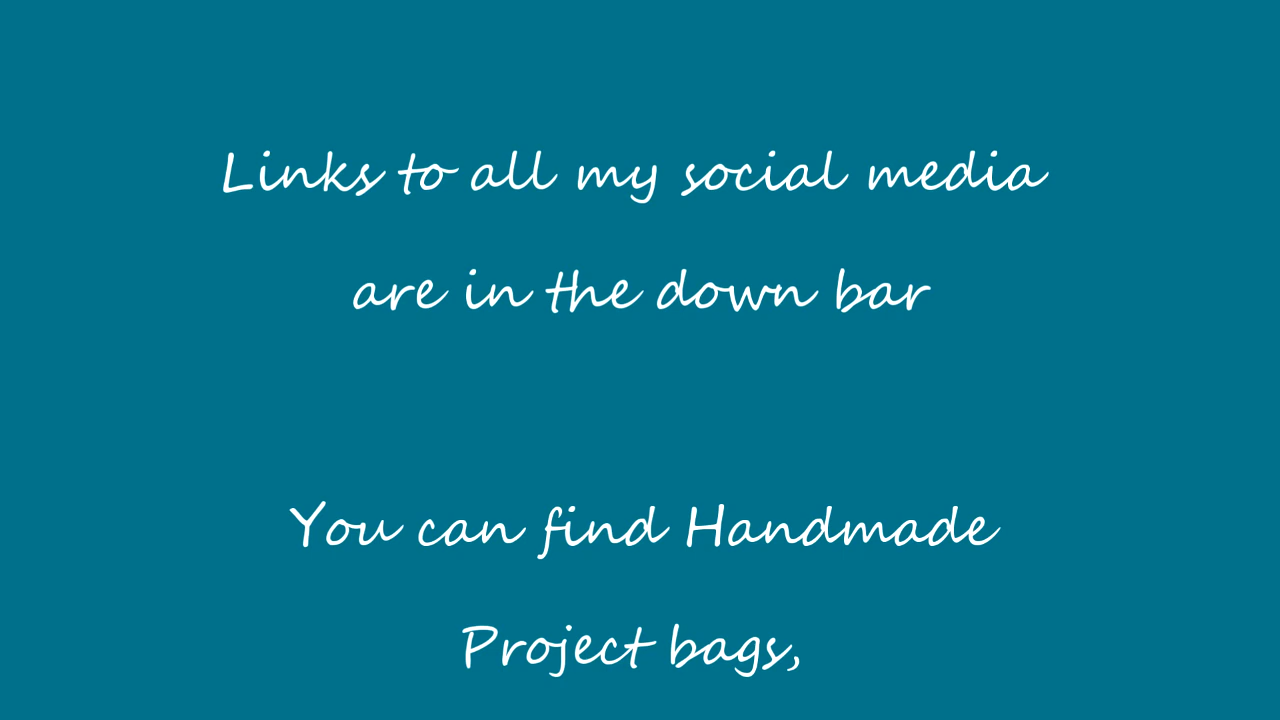 Links to all my social media
are in the down bar
You can find Handmade
Project bags,